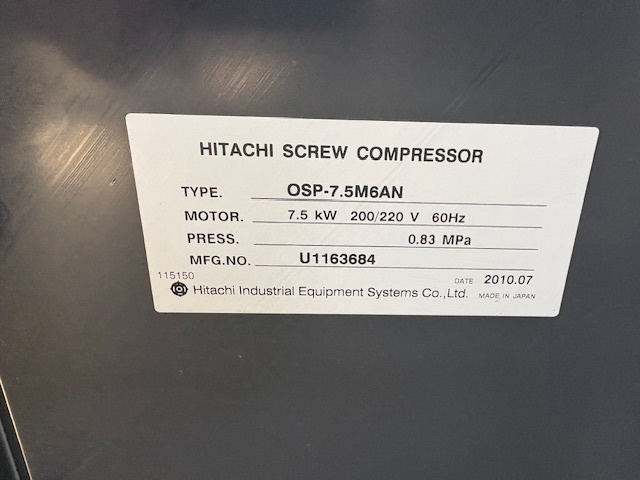 HITACHI SCREW COMPRESSOR
TYPE. OSP-7.5M6AN
MOTOR. 7.5 kW 200/220 V 60Hz
PRESS. 0.83 MPa
MFG.NO. U1163684
115150 DATE 2010.07
Hitachi Industrial Equipment Systems Co.,Ltd. MADE IN JAPAN